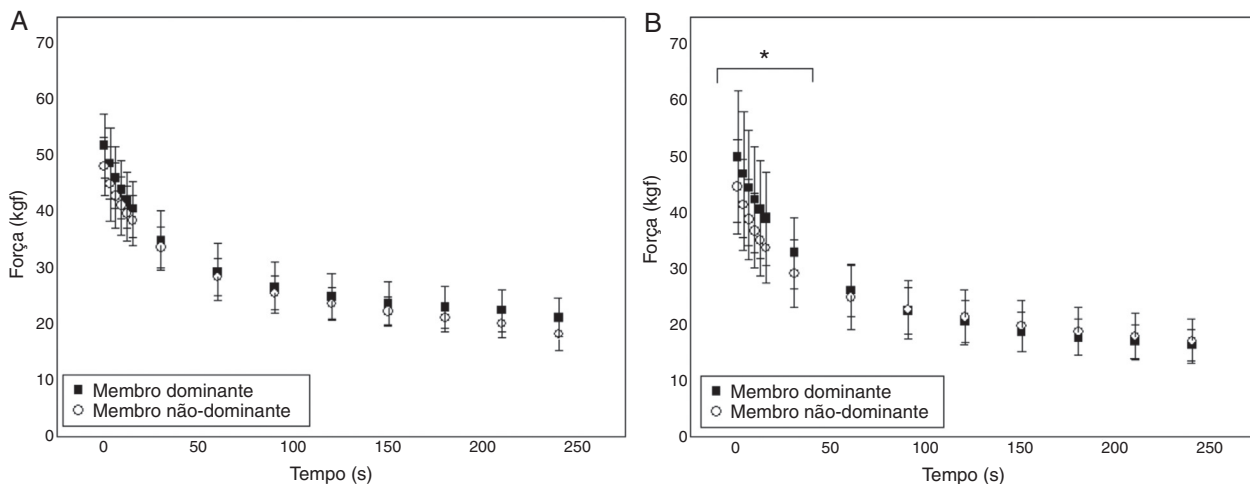 A
Força (kgf)
70
60
50
40
30
20
10
0
Membro dominante
Membro não-dominante
0 50 100 150 200 250
Tempo (s)
B
*
Força (kgf)
70
60
50
40
30
20
10
0
Membro dominante
Membro não-dominante
0 50 100 150 200 250
Tempo (s)